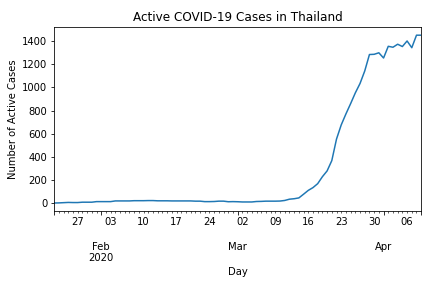 Active COVID-19 Cases in Thailand
Number of Active Cases
1400
1200
1000
800
600
400
200
0
27 03 10 17 24 02 09 16 23 30 06
Feb Mar Apr
2020
Day